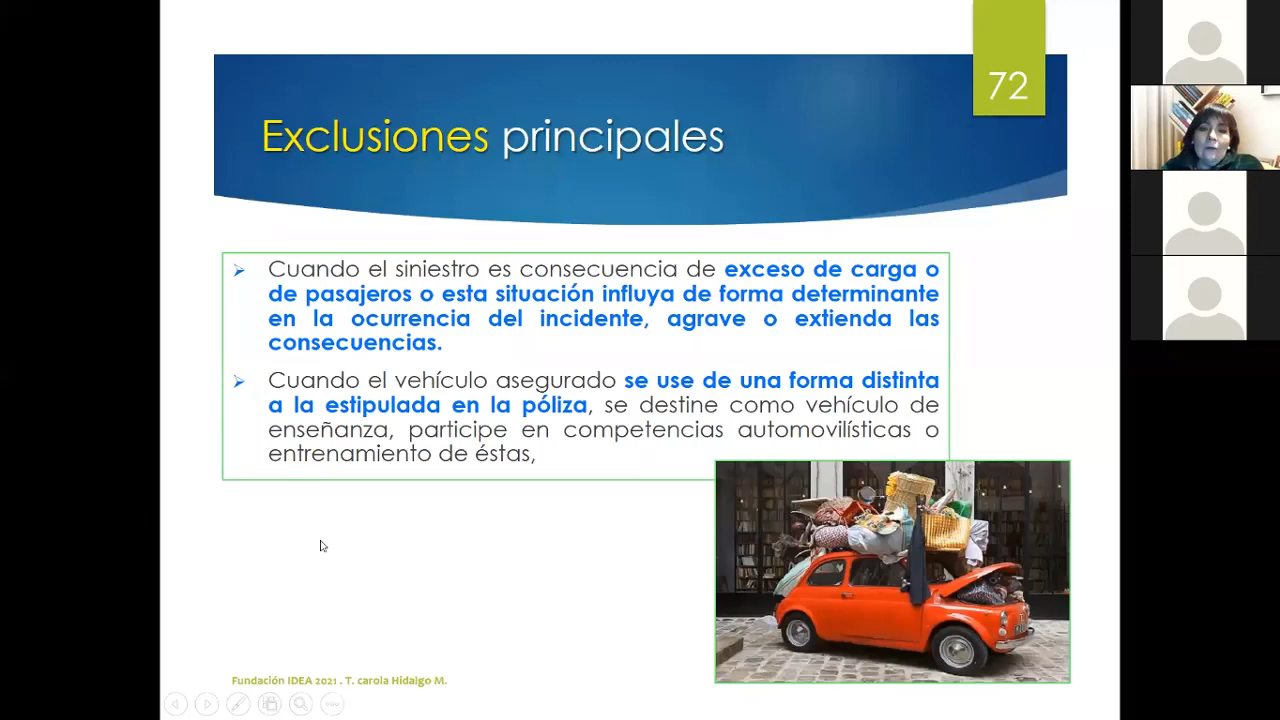 72
Exclusiones principales
Cuando el siniestro es consecuencia de exceso de carga o
de pasajeros o esta situación influya de forma determinante
en la ocurrencia del incidente, agrave o extienda las
consecuencias.
Cuando el vehículo asegurado se use de una forma distinta
a la estipulada en la póliza, se destine como vehículo de
enseñanza, participe en competencias automovilísticas o
entrenamiento de éstas,
Fundación IDEA 2021 . T. carola Hidalgo M.